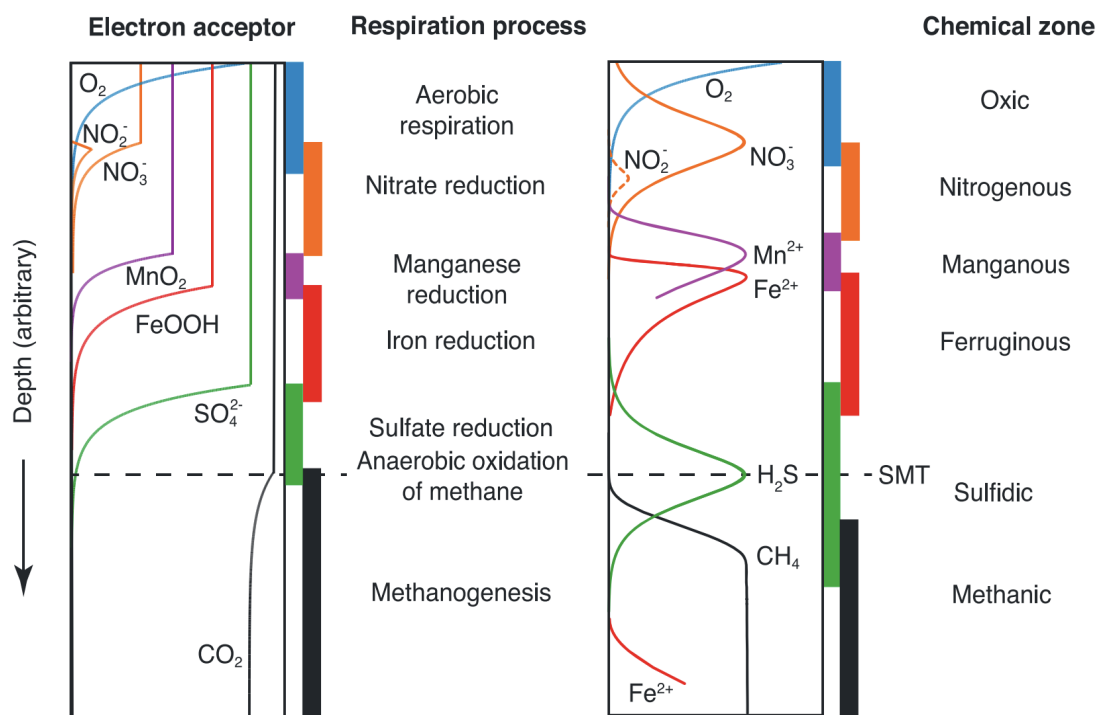 Electron acceptor
Respiration process
Chemical zone
O₂
NO₂⁻
NO₃⁻
MnO₂
FeOOH
SO₄²⁻
CO₂
Depth (arbitrary)
Aerobic
respiration
Nitrate reduction
Manganese
reduction
Iron reduction
Sulfate reduction
Anaerobic oxidation
of methane
Methanogenesis
O₂
NO₂⁻
NO₃⁻
Mn²⁺
Fe²⁺
H₂S
SMT
CH₄
Fe²⁺
Oxic
Nitrogenous
Manganous
Ferruginous
Sulfidic
Methanic